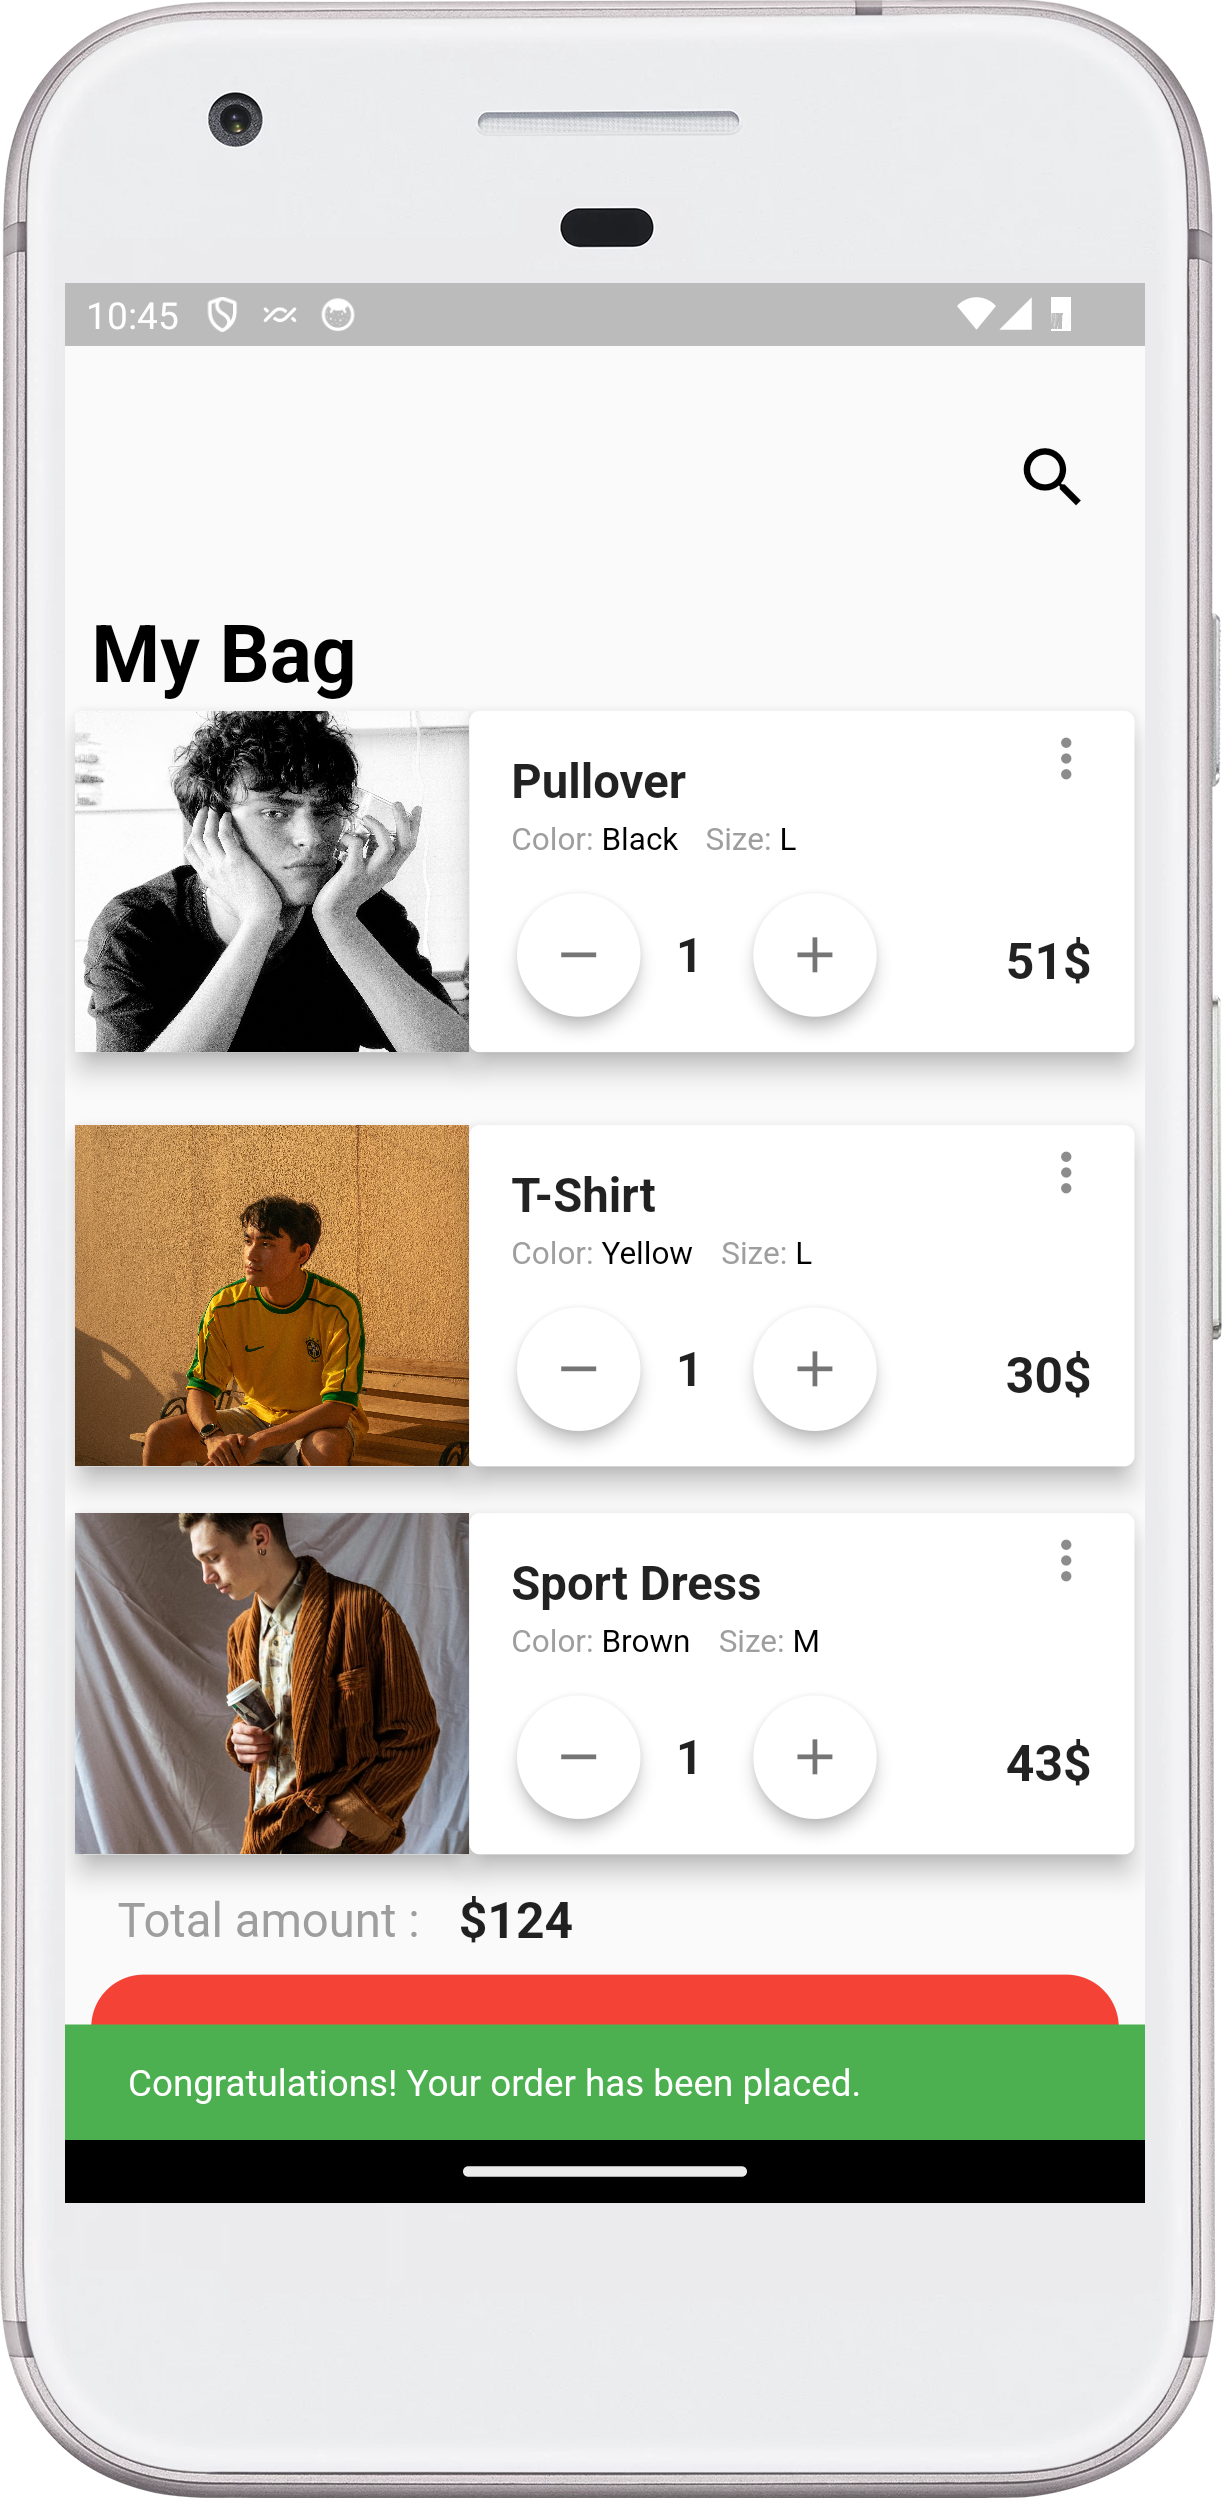 10:45
My Bag
Pullover
Color: Black Size: L
1
51$
T-Shirt
Color: Yellow Size: L
1
30$
Sport Dress
Color: Brown Size: M
1
43$
Total amount : $124
Congratulations! Your order has been placed.